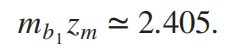 m_{b_1} z_m ≃ 2.405.